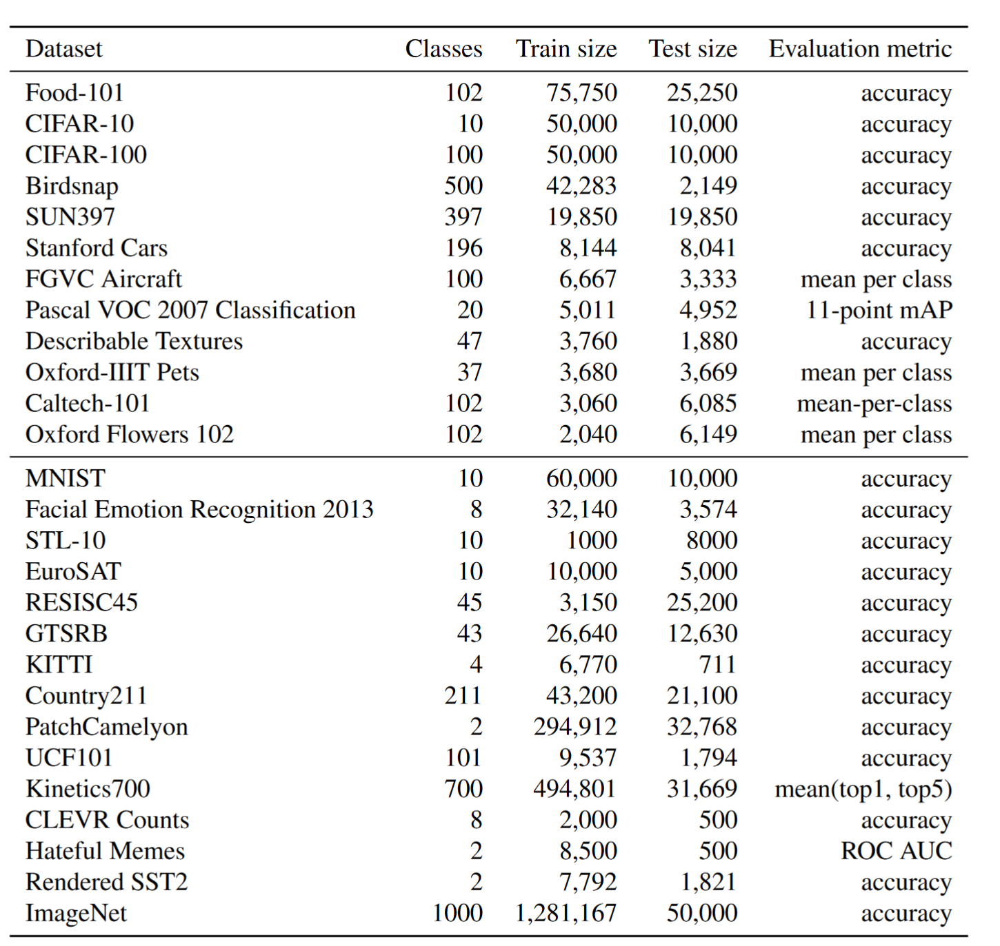 Dataset Classes Train size Test size Evaluation metric
Food-101 102 75,750 25,250 accuracy
CIFAR-10 10 50,000 10,000 accuracy
CIFAR-100 100 50,000 10,000 accuracy
Birdsnap 500 42,283 2,149 accuracy
SUN397 397 19,850 19,850 accuracy
Stanford Cars 196 8,144 8,041 accuracy
FGVC Aircraft 100 6,667 3,333 mean per class
Pascal VOC 2007 Classification 20 5,011 4,952 11-point mAP
Describable Textures 47 3,760 1,880 accuracy
Oxford-IIIT Pets 37 3,680 3,669 mean per class
Caltech-101 102 3,060 6,085 mean-per-class
Oxford Flowers 102 102 2,040 6,149 mean per class
MNIST 10 60,000 10,000 accuracy
Facial Emotion Recognition 2013 8 32,140 3,574 accuracy
STL-10 10 1000 8000 accuracy
EuroSAT 10 10,000 5,000 accuracy
RESISC45 45 3,150 25,200 accuracy
GTSRB 43 26,640 12,630 accuracy
KITTI 4 6,770 711 accuracy
Country211 211 43,200 21,100 accuracy
PatchCamelyon 2 294,912 32,768 accuracy
UCF101 101 9,537 1,794 accuracy
Kinetics700 700 494,801 31,669 mean(top1, top5)
CLEVR Counts 8 2,000 500 accuracy
Hateful Memes 2 8,500 500 ROC AUC
Rendered SST2 2 7,792 1,821 accuracy
ImageNet 1000 1,281,167 50,000 accuracy